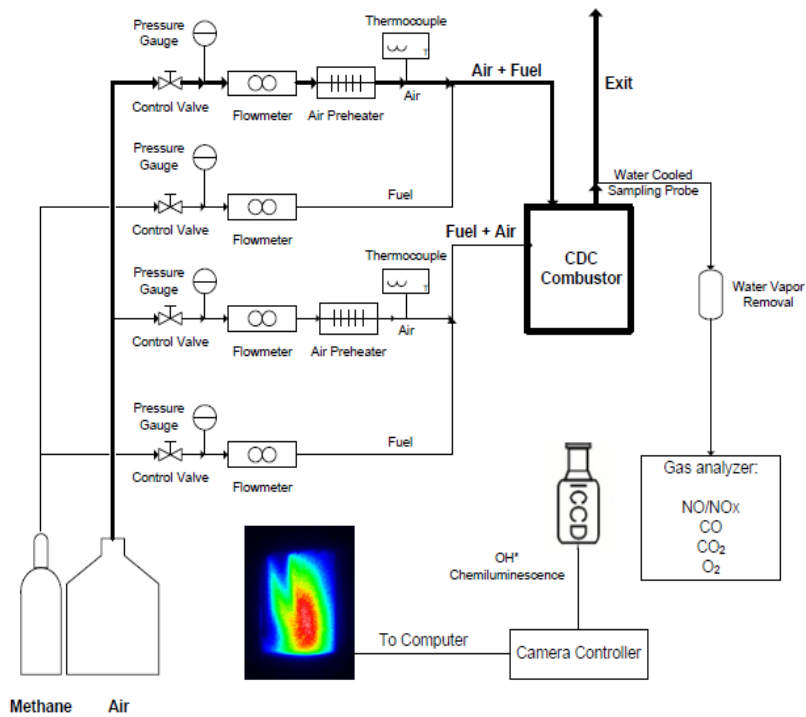 Pressure
Gauge
Thermocouple
T
Air + Fuel
Exit
Control Valve
Flowmeter
Air Preheater
Air
Pressure
Gauge
Water Cooled
Sampling Probe
Fuel
Control Valve
Flowmeter
Fuel + Air
CDC
Combustor
Pressure
Gauge
Thermocouple
T
Water Vapor
Removal
Control Valve
Flowmeter
Air Preheater
Air
Pressure
Gauge
Fuel
Control Valve
Flowmeter
ICCD
Gas analyzer:
NO/NOx
CO
CO₂
O₂
OH*
Chemiluminescence
To Computer
Camera Controller
Methane
Air